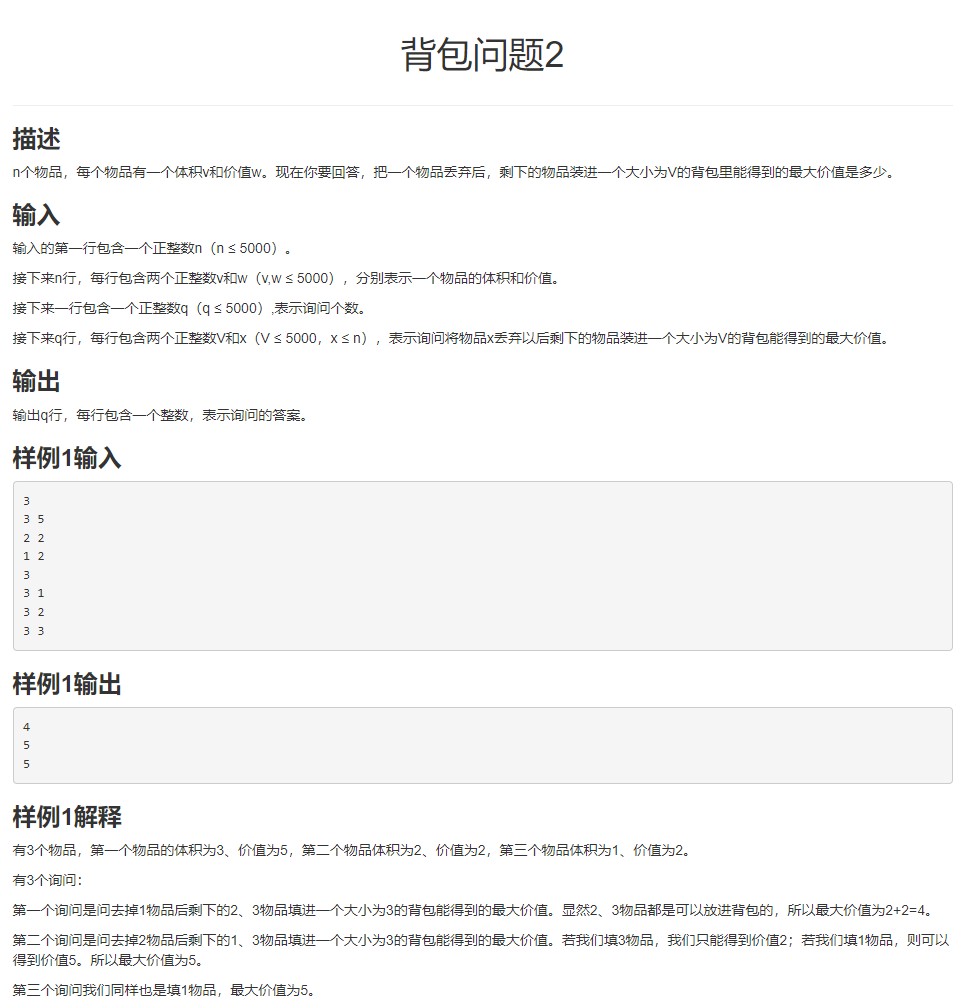 背包问题2
描述
n个物品，每个物品有一个体积v和价值w。现在你要回答，把一个物品丢弃后，剩下的物品装进一个大小为V的背包里能得到的最大价值是多少。
输入
输入的第一行包含一个正整数n（n ≤ 5000）。
接下来n行，每行包含两个正整数v和w（v,w ≤ 5000），分别表示一个物品的体积和价值。
接下来一行包含一个正整数q（q ≤ 5000）,表示询问个数。
接下来q行，每行包含两个正整数V和x（V ≤ 5000，x ≤ n），表示询问将物品x丢弃以后剩下的物品装进一个大小为V的背包能得到的最大价值。
输出
输出q行，每行包含一个整数，表示询问的答案。
样例1输入
3
3 5
2 2
1 2
3
3 1
3 2
3 3
样例1输出
4
5
5
样例1解释
有3个物品，第一个物品的体积为3、价值为5，第二个物品体积为2、价值为2，第三个物品体积为1、价值为2。
有3个询问：
第一个询问是问去掉1物品后剩下的2、3物品填进一个大小为3的背包能得到的最大价值。显然2、3物品都是可以放进背包的，所以最大价值为2+2=4。
第二个询问是问去掉2物品后剩下的1、3物品填进一个大小为3的背包能得到的最大价值。若我们填3物品，我们只能得到价值2；若我们填1物品，则可以
得到价值5。所以最大价值为5。
第三个询问我们同样也是填1物品，最大价值为5。